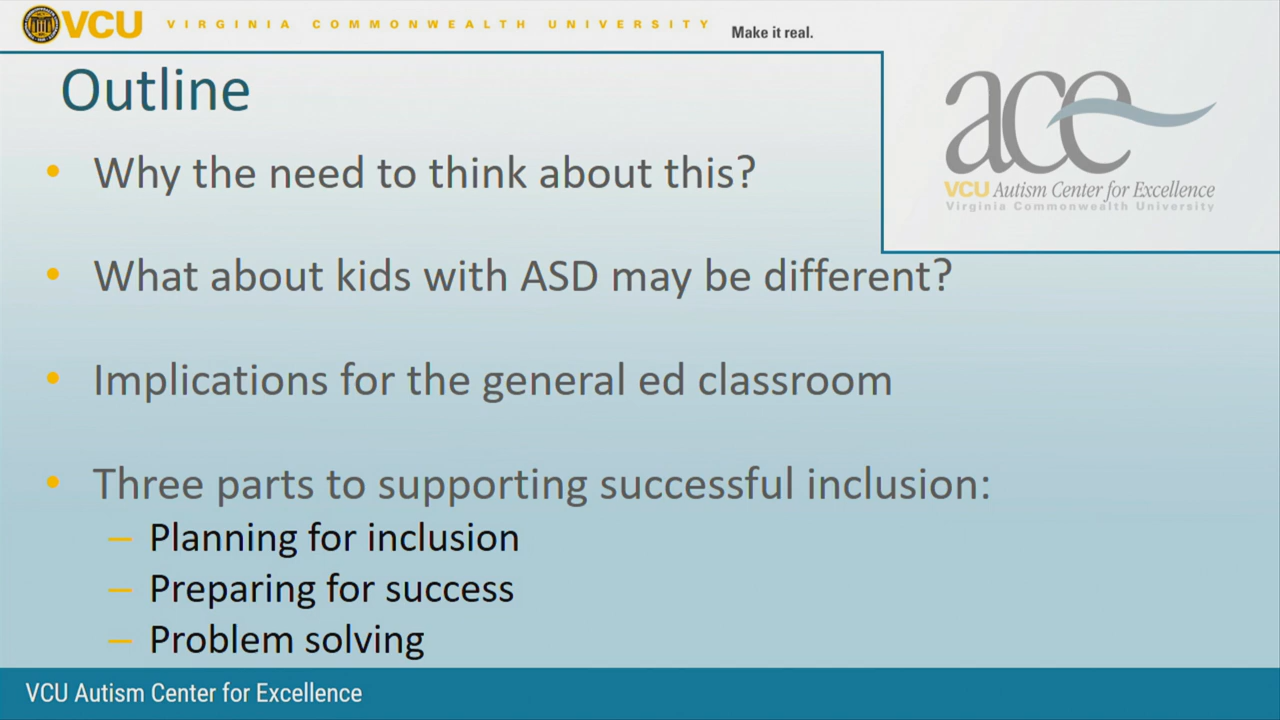 VCU VIRGINIA COMMONWEALTH UNIVERSITY Make it real.
Outline
ace
VCU Autism Center for Excellence
Virginia Commonwealth University
• Why the need to think about this?
• What about kids with ASD may be different?
• Implications for the general ed classroom
• Three parts to supporting successful inclusion:
– Planning for inclusion
– Preparing for success
– Problem solving
VCU Autism Center for Excellence